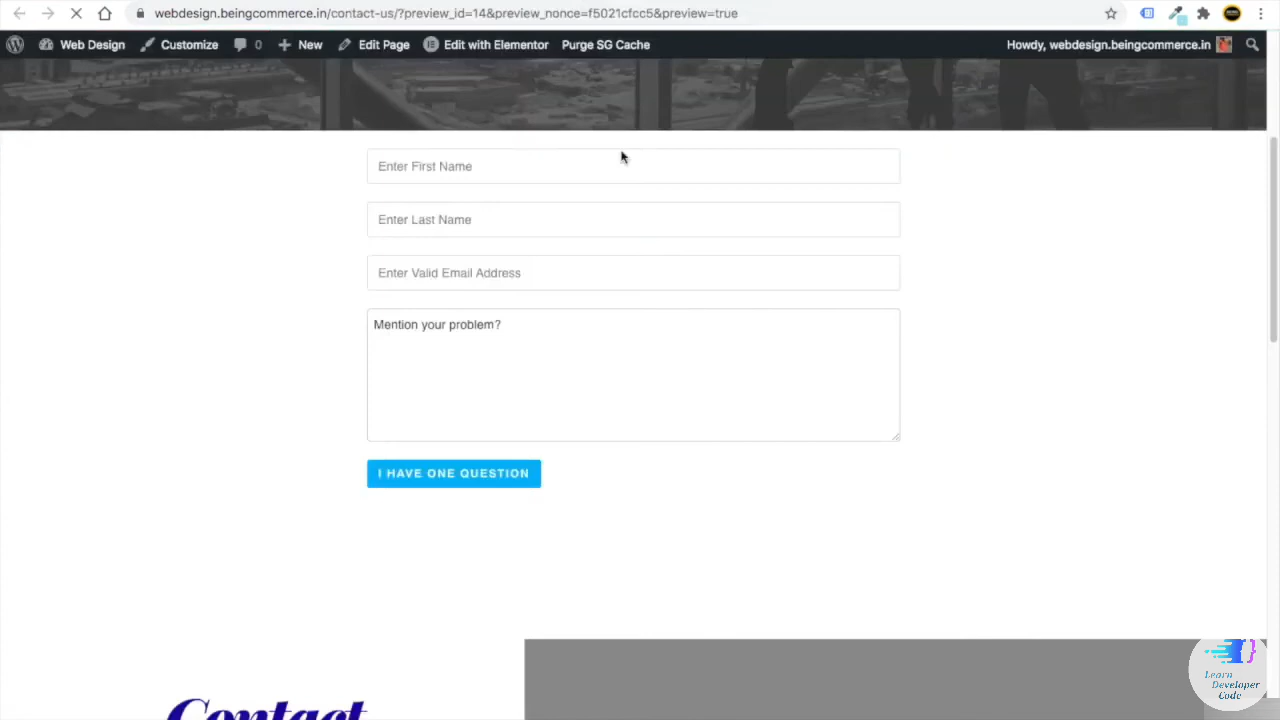 webdesign.beingcommerce.in/contact-us/?preview_id=14&preview_nonce=f5021cfcc5&preview=true
Web Design Customize 0 New Edit Page Edit with Elementor Purge SG Cache Howdy, webdesign.beingcommerce.in
Enter First Name
Enter Last Name
Enter Valid Email Address
Mention your problem?
I HAVE ONE QUESTION
Contact
Learn
Developer
Code